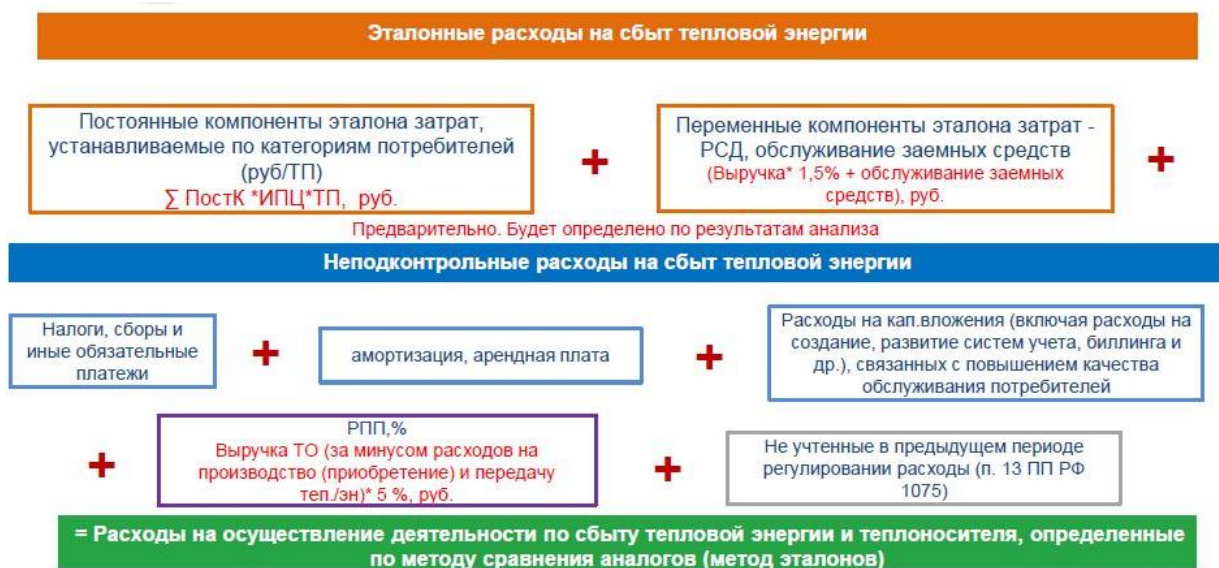 Эталонные расходы на сбыт тепловой энергии
Постоянные компоненты эталона затрат,
устанавливаемые по категориям потребителей
(руб/ТП)
∑ ПостК *ИПЦ*ТП, руб.
+
Переменные компоненты эталона затрат -
РСД, обслуживание заемных средств
(Выручка* 1,5% + обслуживание заемных
средств), руб.
+
Предварительно. Будет определено по результатам анализа
Неподконтрольные расходы на сбыт тепловой энергии
Налоги, сборы и
иные обязательные
платежи
+
амортизация, арендная плата
+
Расходы на кап.вложения (включая расходы на
создание, развитие систем учета, биллинга и
др.), связанных с повышением качества
обслуживания потребителей
+
РПП,%
Выручка ТО (за минусом расходов на
производство (приобретение) и передачу
теп./эн)* 5 %, руб.
+
Не учтенные в предыдущем периоде
регулировании расходы (п. 13 ПП РФ
1075)
= Расходы на осуществление деятельности по сбыту тепловой энергии и теплоносителя, определенные
по методу сравнения аналогов (метод эталонов)